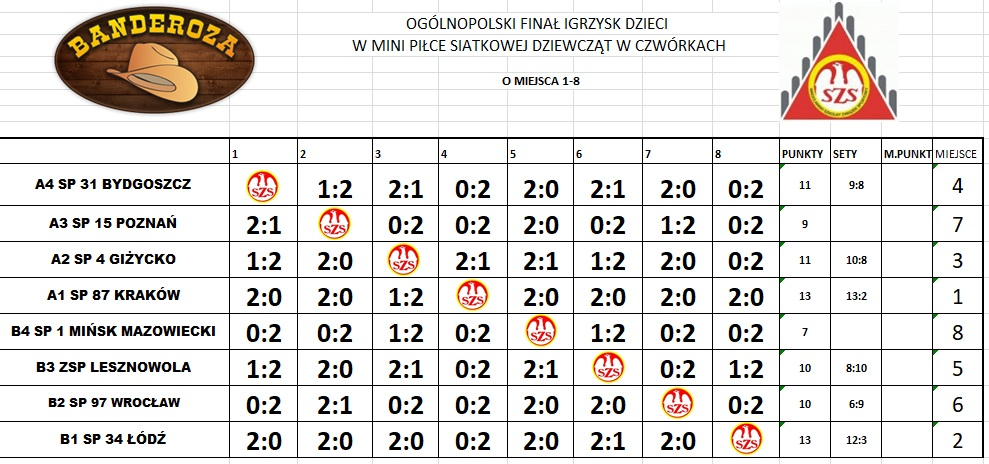 BANDEROZA
OGÓLNOPOLSKI FINAŁ IGRZYSK DZIECI
W MINI PIŁCE SIATKOWEJ DZIEWCZĄT W CZWÓRKACH
O MIEJSCA 1-8
SZS
1 2 3 4 5 6 7 8 PUNKTY SETY M.PUNKT MIEJSCE
A4 SP 31 BYDGOSZCZ SZS 1:2 2:1 0:2 2:0 2:1 2:0 0:2 11 9:8 4
A3 SP 15 POZNAŃ 2:1 SZS 0:2 0:2 2:0 0:2 1:2 0:2 9 7
A2 SP 4 GIŻYCKO 1:2 2:0 SZS 2:1 2:1 1:2 2:0 0:2 11 10:8 3
A1 SP 87 KRAKÓW 2:0 2:0 1:2 SZS 2:0 2:0 2:0 2:0 13 13:2 1
B4 SP 1 MIŃSK MAZOWIECKI 0:2 0:2 1:2 0:2 SZS 1:2 0:2 0:2 7 8
B3 ZSP LESZNOWOLA 1:2 2:0 2:1 0:2 2:1 SZS 0:2 1:2 10 8:10 5
B2 SP 97 WROCŁAW 0:2 2:1 0:2 0:2 2:0 2:0 SZS 0:2 10 6:9 6
B1 SP 34 ŁÓDŹ 2:0 2:0 2:0 0:2 2:0 2:1 2:0 SZS 13 12:3 2